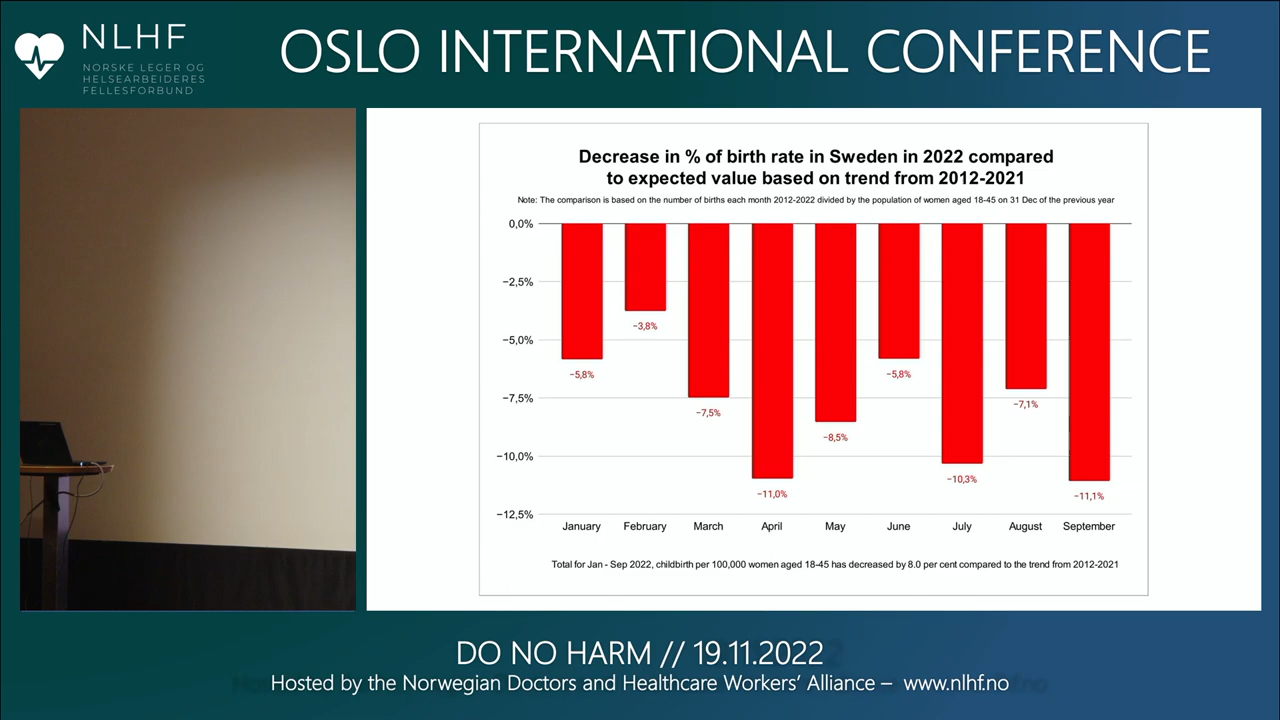 NLHF
NORSKE LEGER OG
HELSEARBEIDERES
FELLESFORBUND
OSLO INTERNATIONAL CONFERENCE
Decrease in % of birth rate in Sweden in 2022 compared
to expected value based on trend from 2012-2021
Note: The comparison is based on the number of births each month 2012-2022 divided by the population of women aged 18-45 on 31 Dec of the previous year
0,0%
−2,5%
−5,0%
−7,5%
−10,0%
−12,5%
−5,8%
−3,8%
−7,5%
−11,0%
−8,5%
−5,8%
−10,3%
−7,1%
−11,1%
January February March April May June July August September
Total for Jan - Sep 2022, childbirth per 100,000 women aged 18-45 has decreased by 8.0 per cent compared to the trend from 2012-2021
DO NO HARM // 19.11.2022
Hosted by the Norwegian Doctors and Healthcare Workers' Alliance – www.nlhf.no